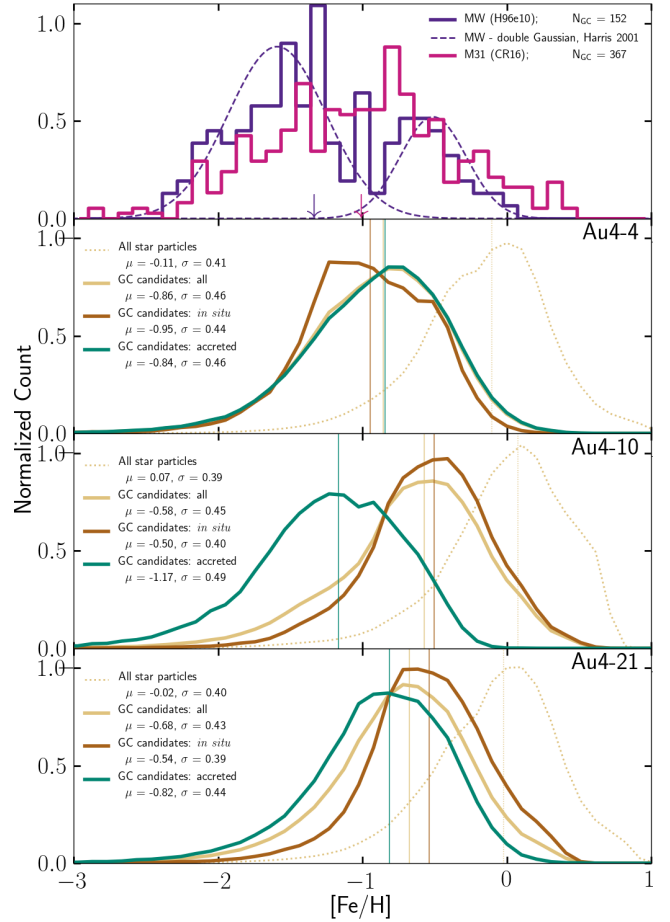 1.0
0.5
0.0
MW (H96e10); N_GC = 152
MW - double Gaussian, Harris 2001
M31 (CR16); N_GC = 367
Au4-4
All star particles
μ = -0.11, σ = 0.41
GC candidates: all
μ = -0.86, σ = 0.46
GC candidates: in situ
μ = -0.95, σ = 0.44
GC candidates: accreted
μ = -0.84, σ = 0.46
1.0
0.5
0.0
Au4-10
All star particles
μ = 0.07, σ = 0.39
GC candidates: all
μ = -0.58, σ = 0.45
GC candidates: in situ
μ = -0.50, σ = 0.40
GC candidates: accreted
μ = -1.17, σ = 0.49
1.0
0.5
0.0
Au4-21
All star particles
μ = -0.02, σ = 0.40
GC candidates: all
μ = -0.68, σ = 0.43
GC candidates: in situ
μ = -0.54, σ = 0.39
GC candidates: accreted
μ = -0.82, σ = 0.44
1.0
0.5
0.0
Normalized Count
−3 −2 −1 0 1
[Fe/H]